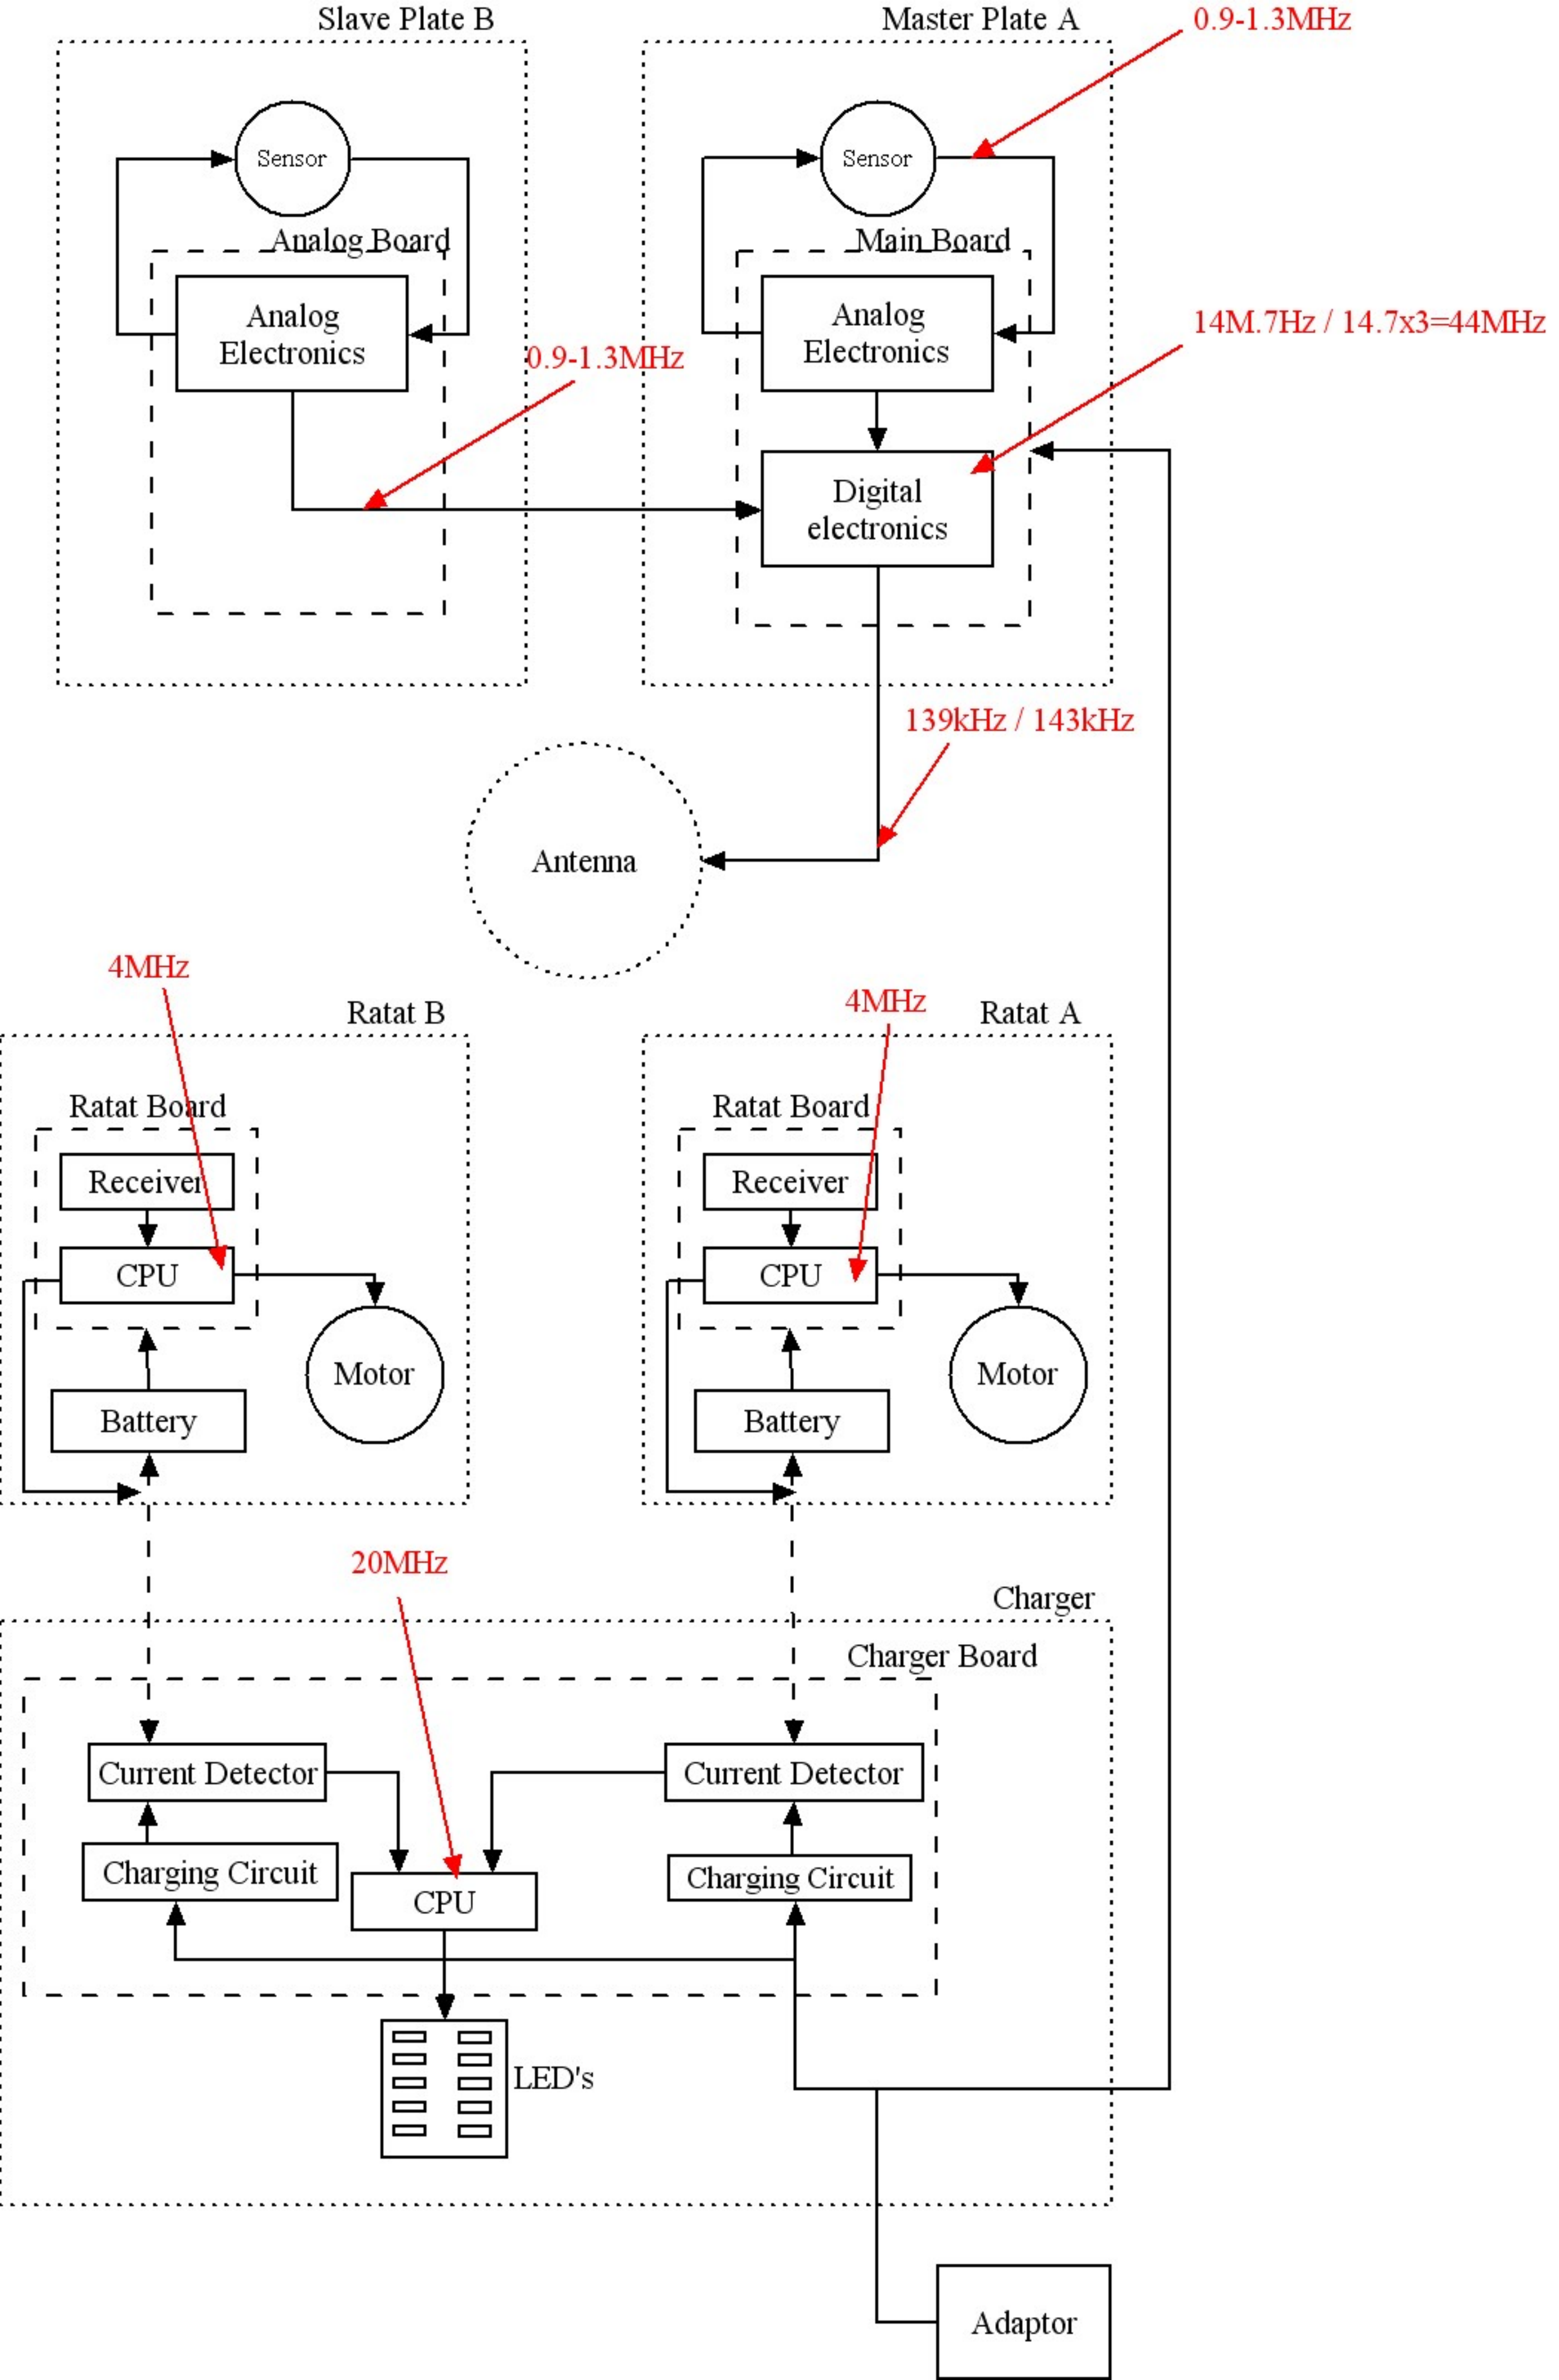 Slave Plate B
Master Plate A
0.9-1.3MHz
Sensor
Sensor
Analog Board
Main Board
Analog
Electronics
Analog
Electronics
14M.7Hz / 14.7x3=44MHz
0.9-1.3MHz
Digital
electronics
139kHz / 143kHz
Antenna
4MHz
4MHz
Ratat B
Ratat A
Ratat Board
Ratat Board
Receiver
Receiver
CPU
CPU
Motor
Motor
Battery
Battery
20MHz
Charger
Charger Board
Current Detector
Current Detector
Charging Circuit
Charging Circuit
CPU
LED's
Adaptor